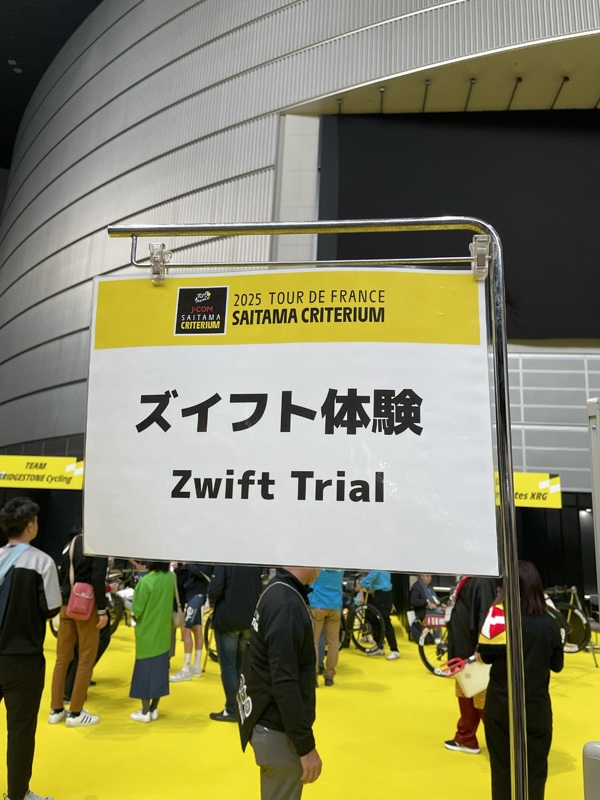 J:COM
SAITAMA
CRITERIUM
2025 TOUR DE FRANCE
SAITAMA CRITERIUM
ズイフト体験
Zwift Trial
TEAM
BRIDGESTONE Cycling
XRG